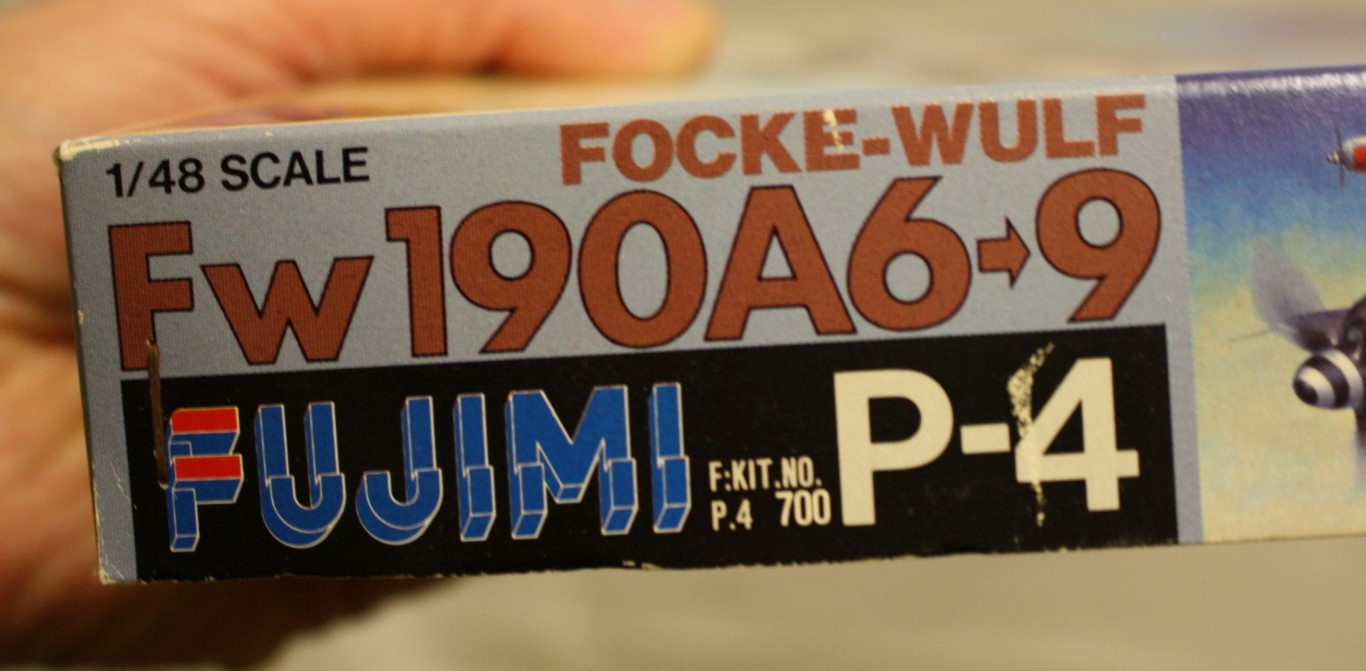 1/48 SCALE
FOCKE-WULF
Fw190A6➡9
FUJIMI
F:KIT.NO.
P.4 700
P-4